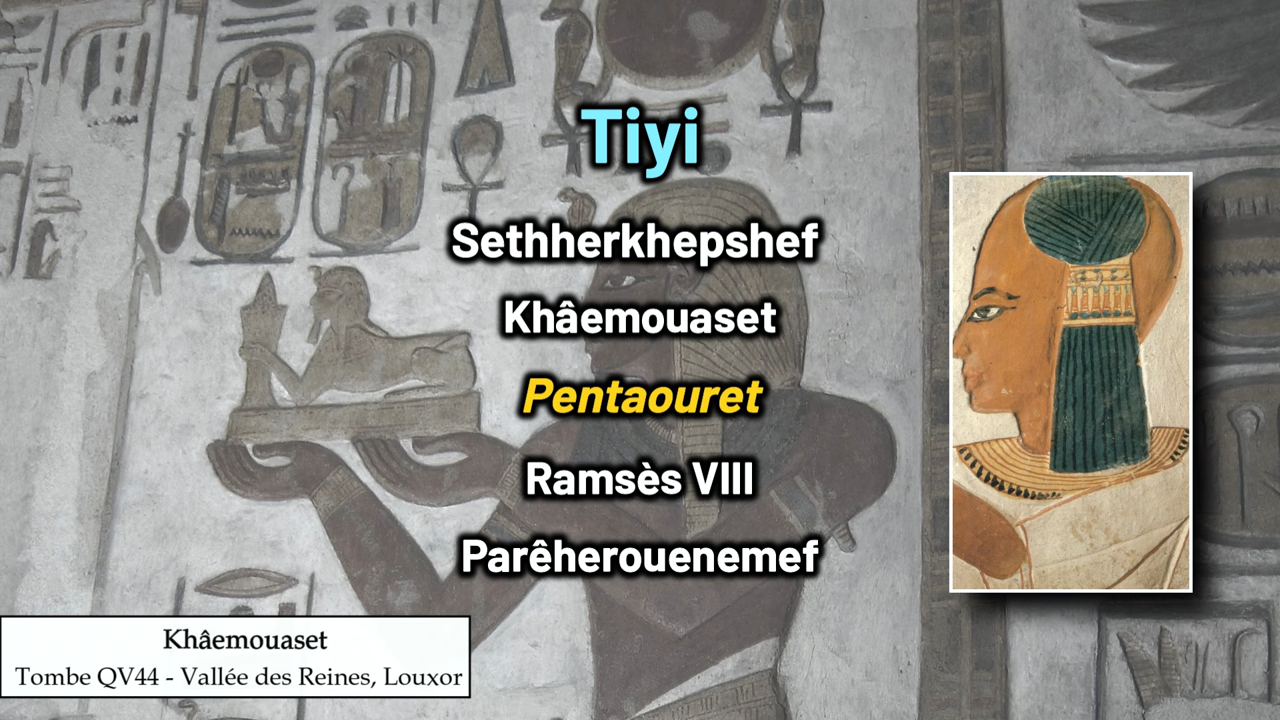 Tiyi
Sethherkhepshef
Khâemouaset
Pentaouret
Ramsès VIII
Parêherouenemef
Khâemouaset
Tombe QV44 - Vallée des Reines, Louxor